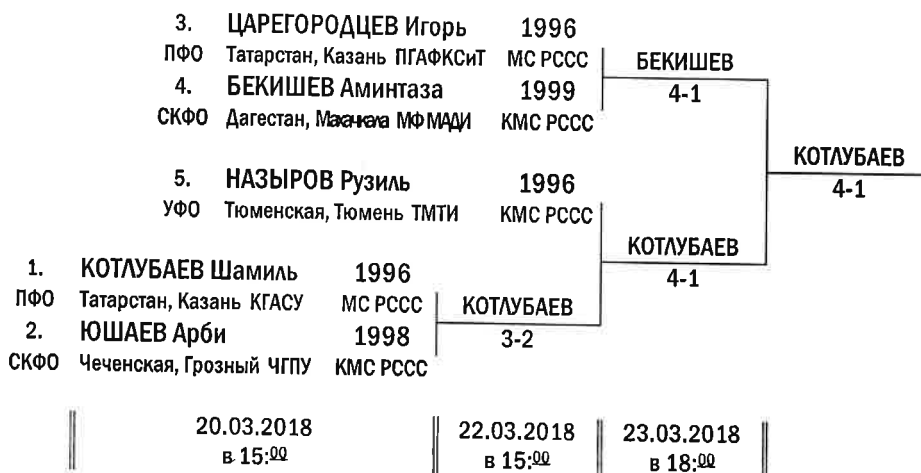 3. ЦАРЕГОРОДЦЕВ Игорь 1996
ПФО Татарстан, Казань ПГАФКСиТ МС РССС
БЕКИШЕВ
4-1
4. БЕКИШЕВ Аминтаза 1999
СКФО Дагестан, Махачкала МФ МАДИ КМС РССС
КОТЛУБАЕВ
4-1
5. НАЗЫРОВ Рузиль 1996
УФО Тюменская, Тюмень ТМТИ КМС РССС
КОТЛУБАЕВ
4-1
1. КОТЛУБАЕВ Шамиль 1996
ПФО Татарстан, Казань КГАСУ МС РССС
КОТЛУБАЕВ
3-2
2. ЮШАЕВ Арби 1998
СКФО Чеченская, Грозный ЧГПУ КМС РССС
20.03.2018 22.03.2018 23.03.2018
в 15:00 в 15:00 в 18:00